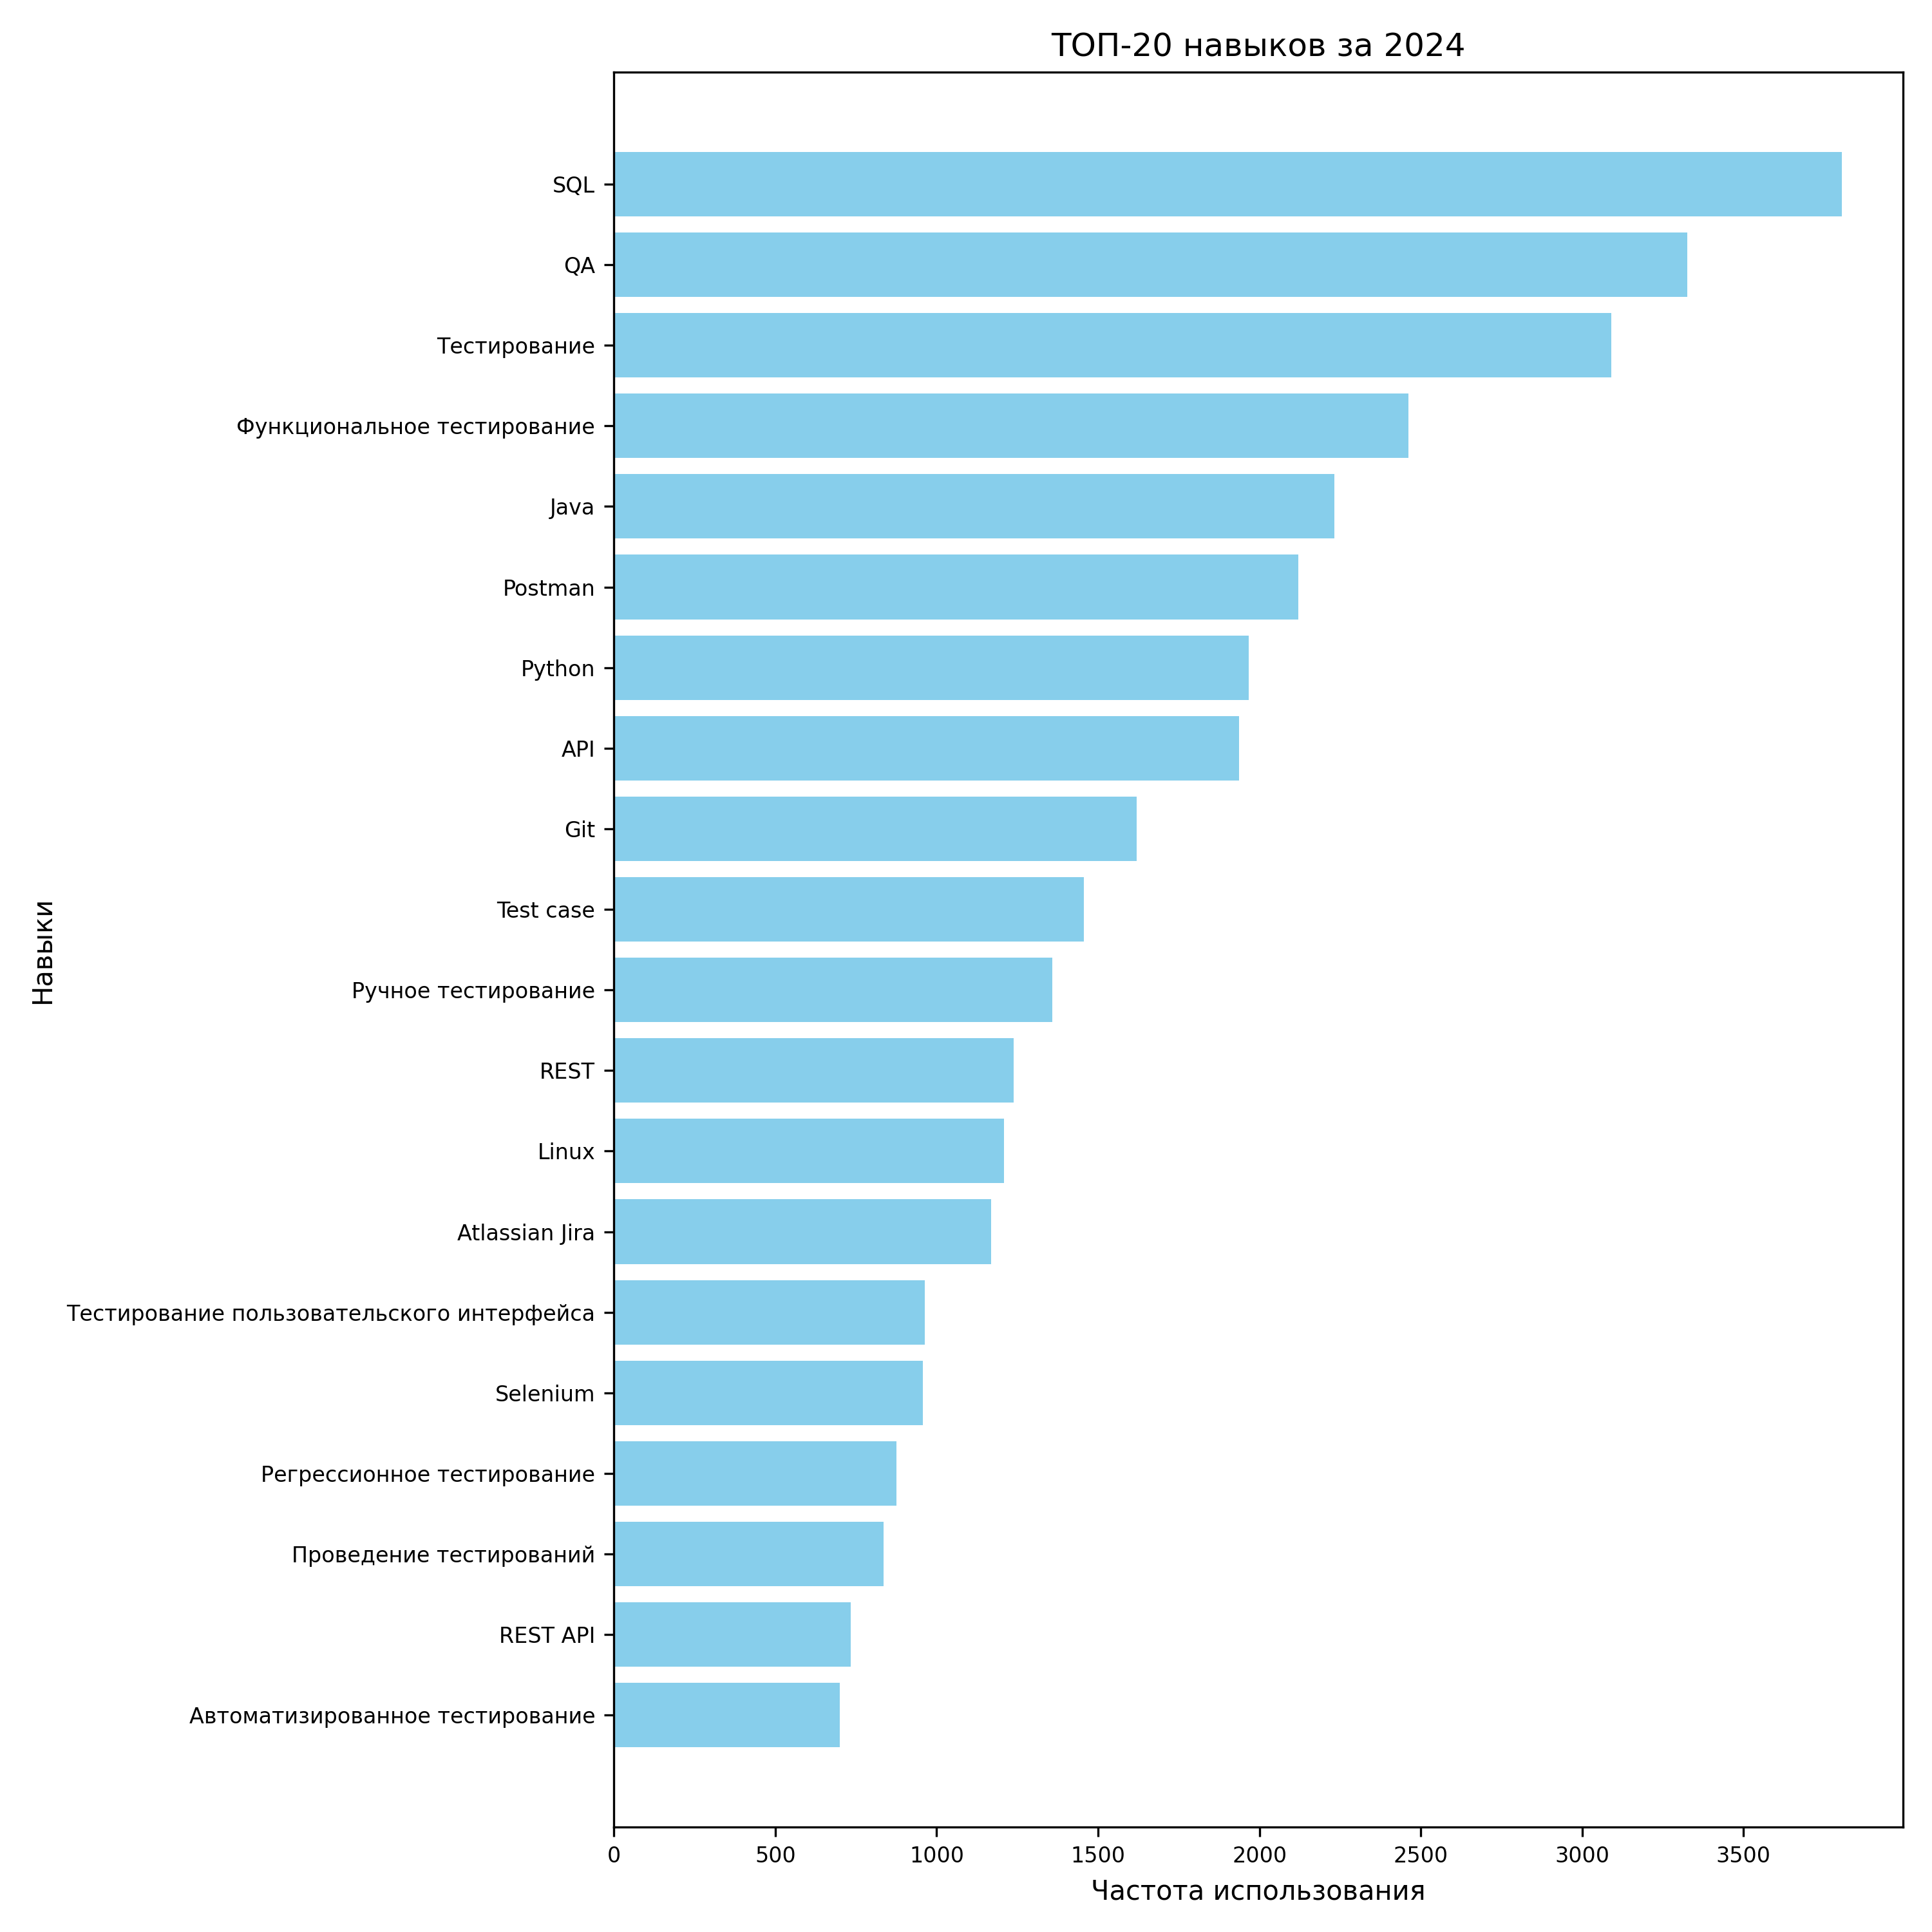 ТОП-20 навыков за 2024
SQL
QA
Тестирование
Функциональное тестирование
Java
Postman
Python
API
Git
Test case
Ручное тестирование
REST
Linux
Atlassian Jira
Тестирование пользовательского интерфейса
Selenium
Регрессионное тестирование
Проведение тестирований
REST API
Автоматизированное тестирование
Навыки
0 500 1000 1500 2000 2500 3000 3500
Частота использования